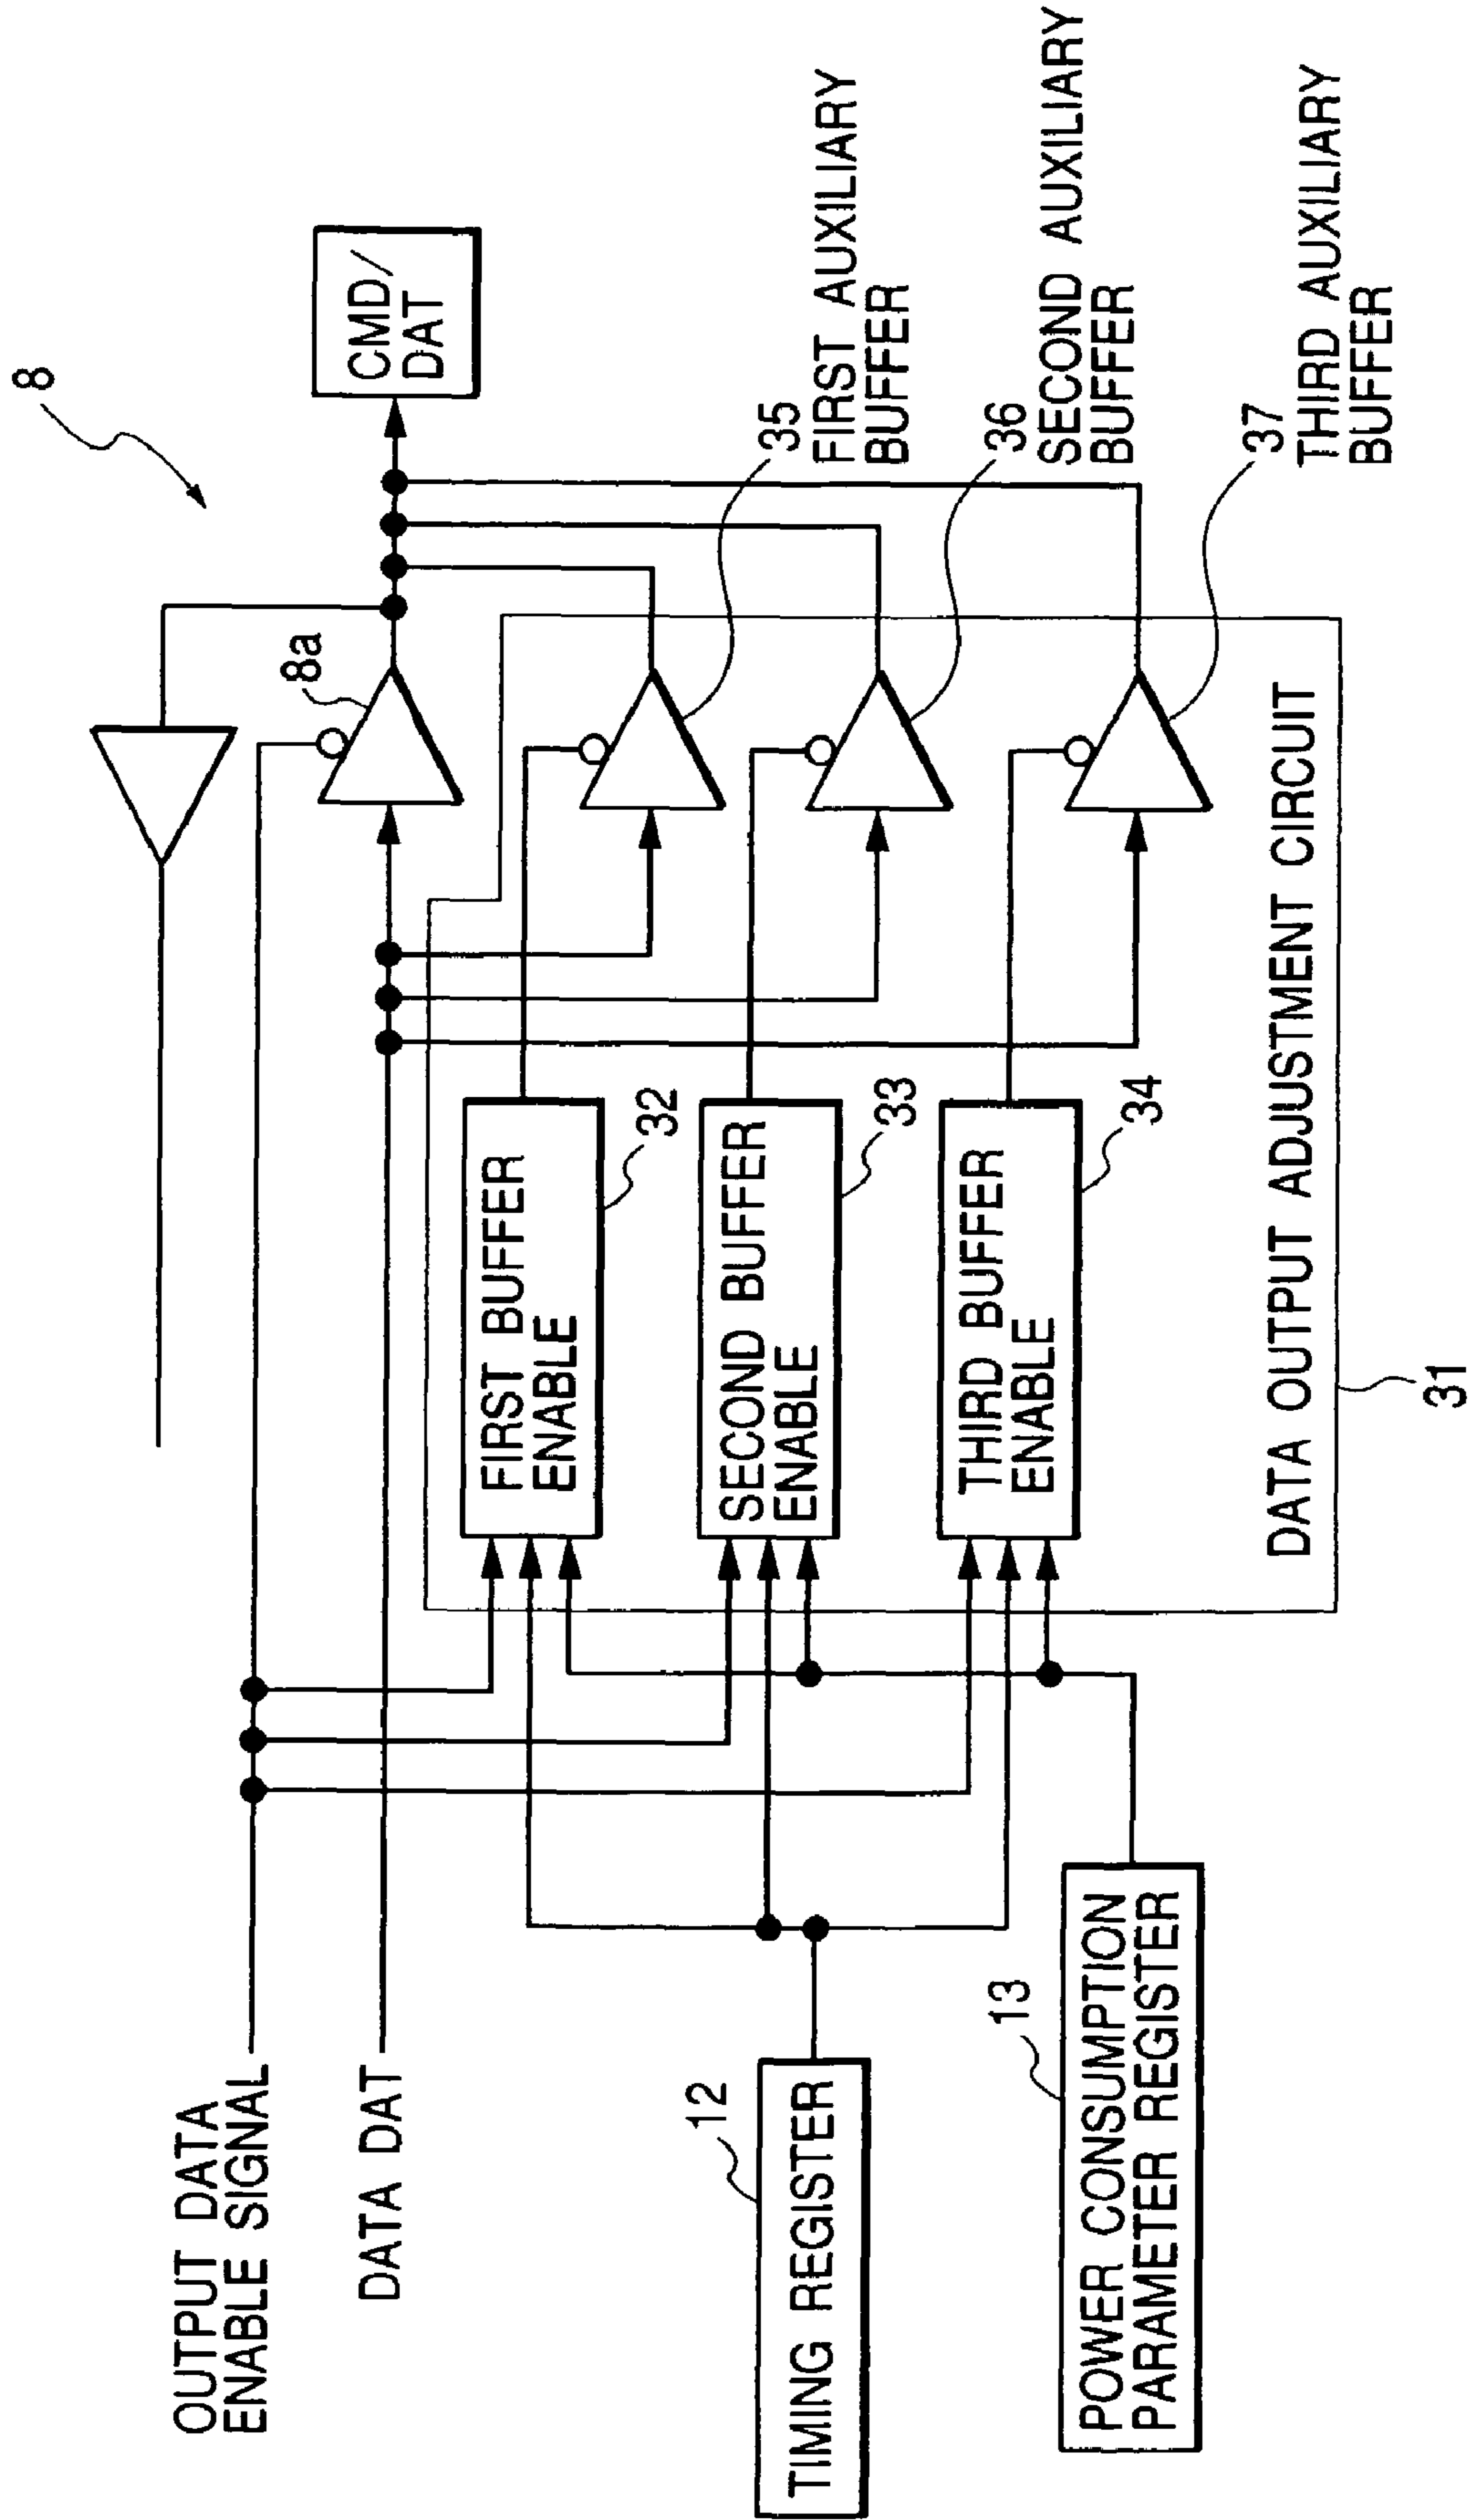 8
OUTPUT DATA
ENABLE SIGNAL
DATA DAT
8a
CMD/
DAT
FIRST BUFFER
ENABLE
32
35
FIRST AUXILIARY
BUFFER
12
TIMING REGISTER
SECOND BUFFER
ENABLE
33
36
SECOND AUXILIARY
BUFFER
13
POWER CONSUMPTION
PARAMETER REGISTER
THIRD BUFFER
ENABLE
34
37
THIRD AUXILIARY
BUFFER
DATA OUTPUT ADJUSTMENT CIRCUIT
31